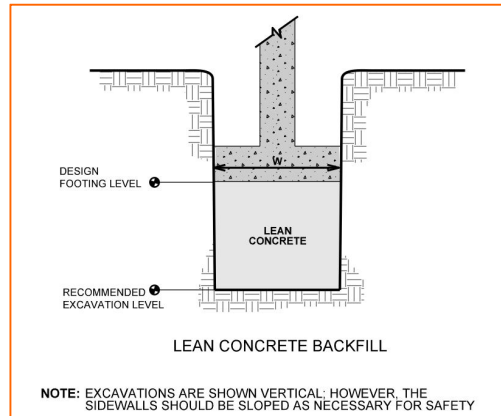 N
W
DESIGN
FOOTING LEVEL
LEAN
CONCRETE
RECOMMENDED
EXCAVATION LEVEL
LEAN CONCRETE BACKFILL
NOTE: EXCAVATIONS ARE SHOWN VERTICAL; HOWEVER, THE
SIDEWALLS SHOULD BE SLOPED AS NECESSARY FOR SAFETY